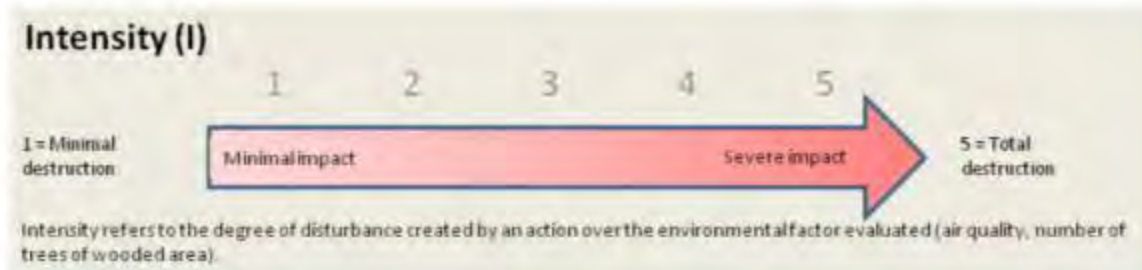 Intensity (I)
1 2 3 4 5
1 = Minimal
destruction
Minimal impact
Severe impact
5 = Total
destruction
Intensity refers to the degree of disturbance created by an action over the environmental factor evaluated (air quality, number of
trees of wooded area).